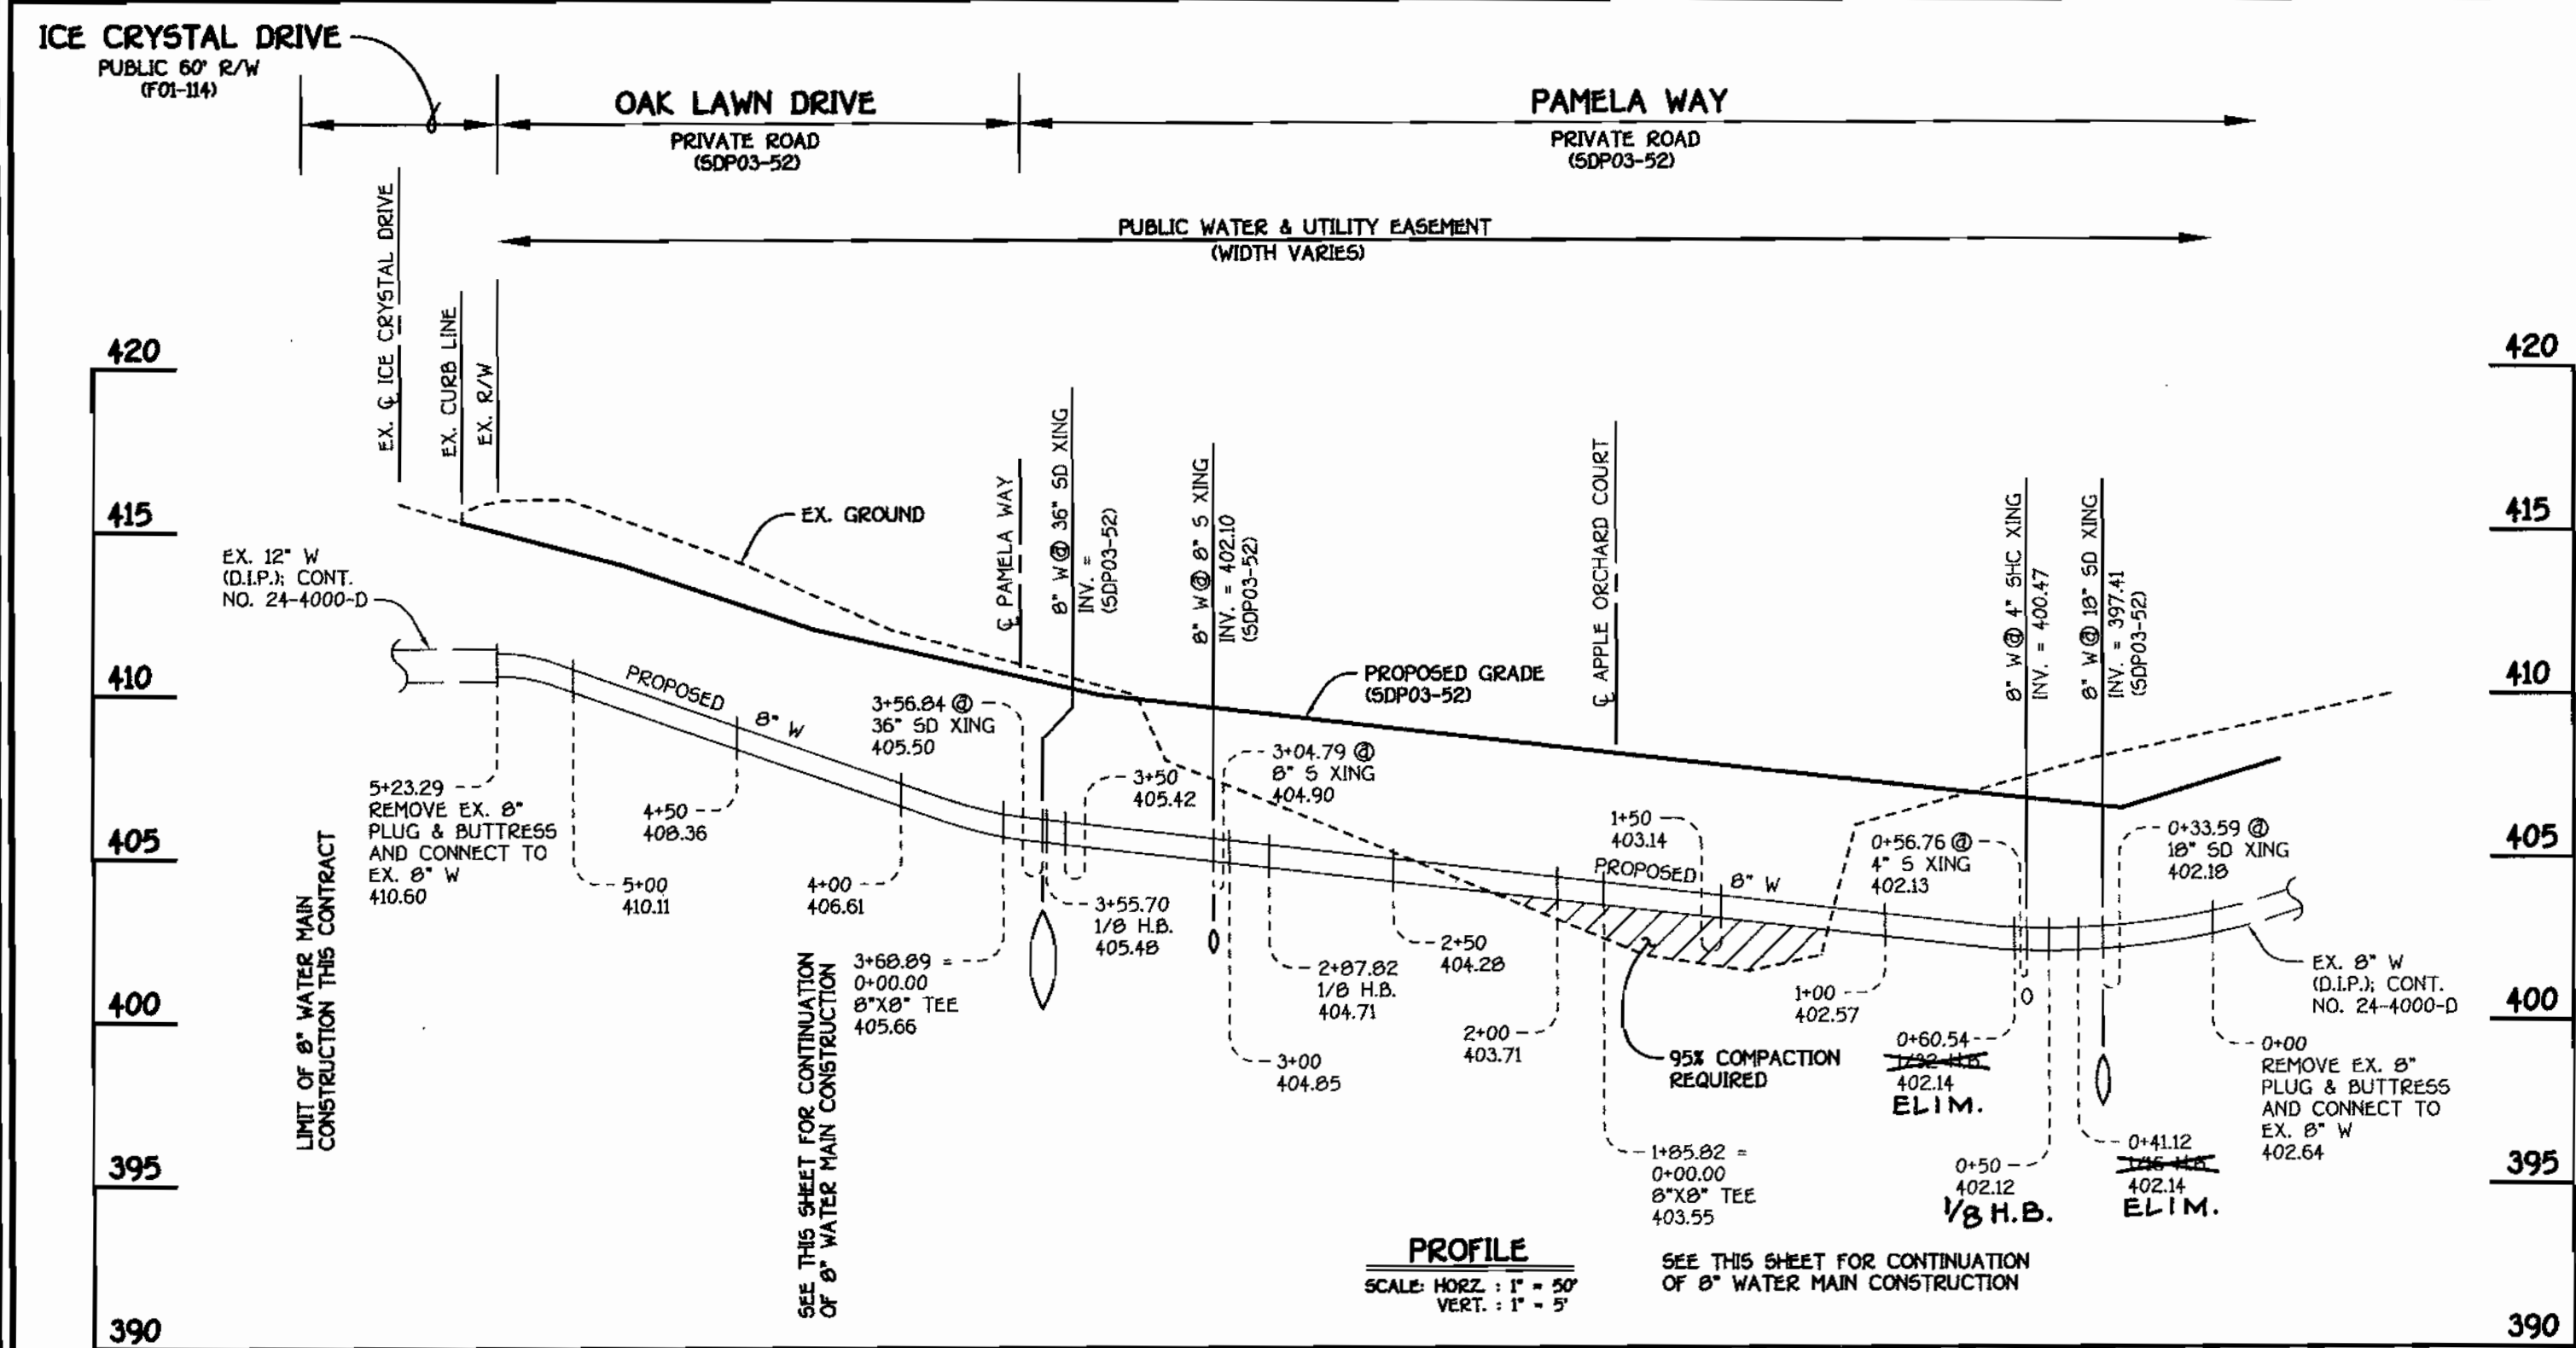 ICE CRYSTAL DRIVE
PUBLIC 60' R/W
(F01-114)
OAK LAWN DRIVE
PRIVATE ROAD
(SDP03-52)
PAMELA WAY
PRIVATE ROAD
(SDP03-52)
PUBLIC WATER & UTILITY EASEMENT
(WIDTH VARIES)
EX. ℄ ICE CRYSTAL DRIVE
EX. CURB LINE
EX. R/W
420
415
410
405
400
395
390
420
415
410
405
400
395
390
EX. GROUND
EX. 12" W
(D.I.P.); CONT.
NO. 24-4000-D
℄ PAMELA WAY
8" W @ 36" SD XING
INV. =
(SDP03-52)
8" W @ 8" S XING
INV. = 402.10
(SDP03-52)
℄ APPLE ORCHARD COURT
8" W @ 4" SHC XING
INV. = 400.47
8" W @ 18" SD XING
INV. = 397.41
(SDP03-52)
PROPOSED GRADE
(SDP03-52)
PROPOSED 8" W
LIMIT OF 8" WATER MAIN
CONSTRUCTION THIS CONTRACT
5+23.29
REMOVE EX. 8"
PLUG & BUTTRESS
AND CONNECT TO
EX. 8" W
410.60
5+00
410.11
4+50
408.36
4+00
406.61
3+56.84 @
36" SD XING
405.50
3+68.89 =
0+00.00
8"X8" TEE
405.66
SEE THIS SHEET FOR CONTINUATION
OF 8" WATER MAIN CONSTRUCTION
3+50
405.42
3+55.70
1/8 H.B.
405.48
3+04.79 @
8" S XING
404.90
2+87.82
1/8 H.B.
404.71
3+00
404.85
2+50
404.28
2+00
403.71
1+50
403.14
PROPOSED 8" W
95% COMPACTION
REQUIRED
1+85.82 =
0+00.00
8"X8" TEE
403.55
1+00
402.57
0+56.76 @
4" S XING
402.13
0+60.54
1/32 H.B.
402.14
ELIM.
0+50
402.12
1/8 H.B.
0+33.59 @
18" SD XING
402.18
0+41.12
1/16 H.B.
402.14
ELIM.
EX. 8" W
(D.I.P.); CONT.
NO. 24-4000-D
0+00
REMOVE EX. 8"
PLUG & BUTTRESS
AND CONNECT TO
EX. 8" W
402.64
PROFILE
SCALE: HORZ. : 1" = 50'
VERT. : 1" = 5'
SEE THIS SHEET FOR CONTINUATION
OF 8" WATER MAIN CONSTRUCTION